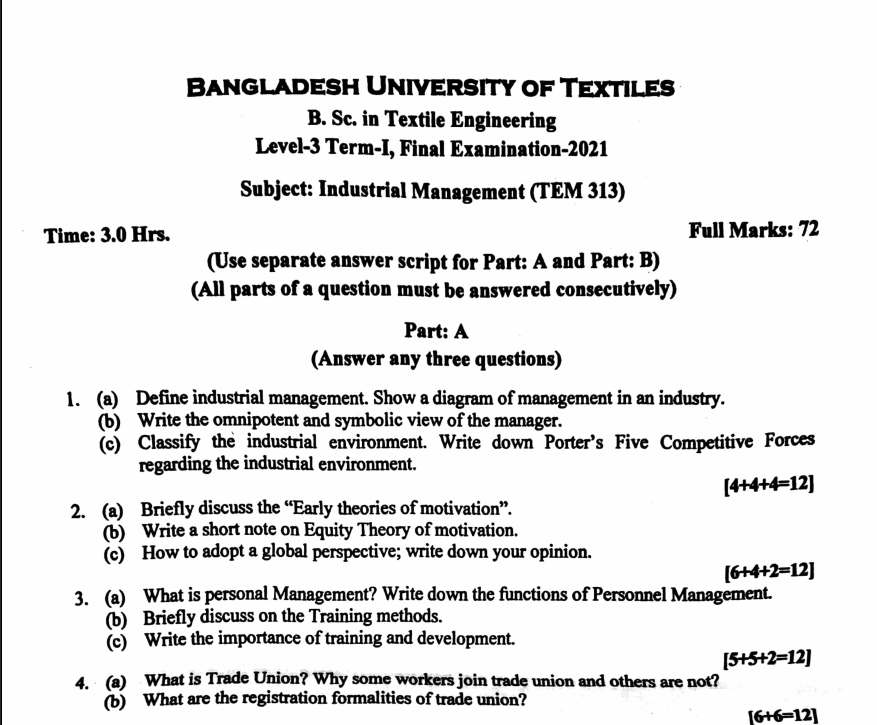 BANGLADESH UNIVERSITY OF TEXTILES
B. Sc. in Textile Engineering
Level-3 Term-I, Final Examination-2021
Subject: Industrial Management (TEM 313)
Time: 3.0 Hrs. Full Marks: 72
(Use separate answer script for Part: A and Part: B)
(All parts of a question must be answered consecutively)
Part: A
(Answer any three questions)
1. (a) Define industrial management. Show a diagram of management in an industry.
(b) Write the omnipotent and symbolic view of the manager.
(c) Classify the industrial environment. Write down Porter's Five Competitive Forces
regarding the industrial environment.
[4+4+4=12]
2. (a) Briefly discuss the “Early theories of motivation”.
(b) Write a short note on Equity Theory of motivation.
(c) How to adopt a global perspective; write down your opinion.
[6+4+2=12]
3. (a) What is personal Management? Write down the functions of Personnel Management.
(b) Briefly discuss on the Training methods.
(c) Write the importance of training and development.
[5+5+2=12]
4. (a) What is Trade Union? Why some workers join trade union and others are not?
(b) What are the registration formalities of trade union?
[6+6=12]